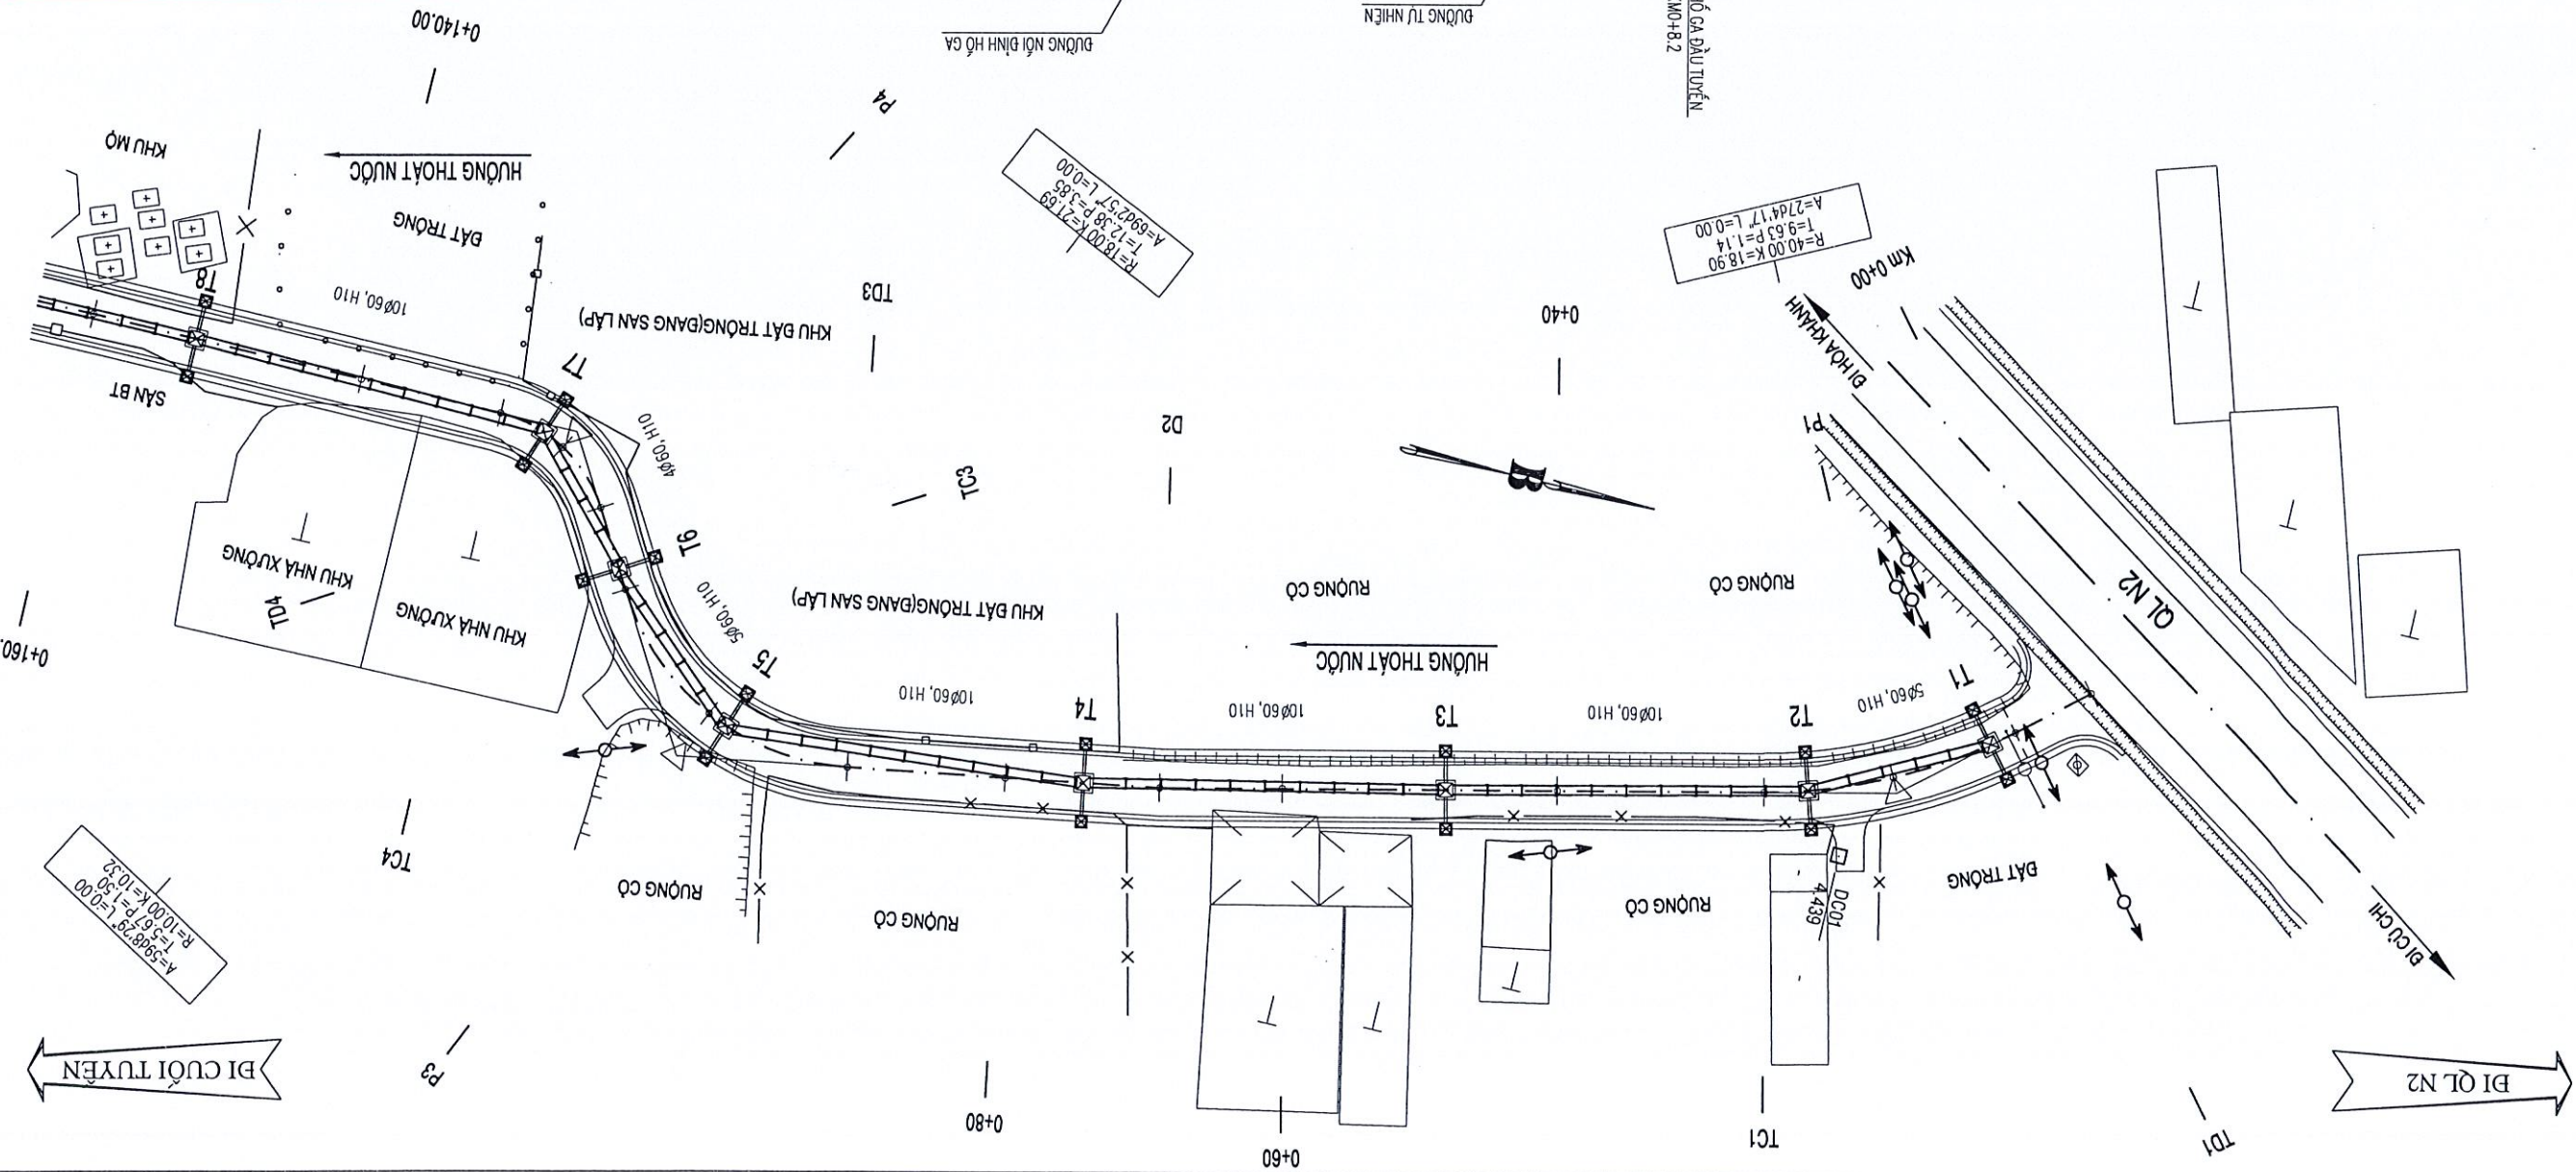 0+60
TD1
TC1
0+80
ĐI QL N2
P3
ĐI CUỐI TUYẾN
ĐI CỦ CHI
ĐẤT TRỐNG
DC01
4.439
RUỘNG CỎ
RUỘNG CỎ
RUỘNG CỎ
TC4
R=10.00 K=10.32
T=5.67 P=1.50
A=59d8'29" L=0.00
T1
5Ø60, H10
T2
10Ø60, H10
T3
10Ø60, H10
T4
10Ø60, H10
T5
5Ø60, H10
T6
4Ø60, H10
T7
10Ø60, H10
T8
HƯỚNG THOÁT NƯỚC
QL N2
RUỘNG CỎ
RUỘNG CỎ
KHU ĐẤT TRỐNG(ĐANG SAN LẤP)
KHU NHÀ XƯỞNG
KHU NHÀ XƯỞNG
TD4
0+160.
B
TC3
P1
D2
SÂN BT
ĐI HÒA KHÁNH
0+40
KHU ĐẤT TRỐNG(ĐANG SAN LẤP)
TD3
Km 0+00
R=40.00 K=18.90
T=9.63 P=1.14
A=27d4'17" L=0.00
R=18.00 K=21.69
T=12.38 P=3.85
A=69d2'57" L=0.00
ĐẤT TRỐNG
HƯỚNG THOÁT NƯỚC
KHU MỘ
P4
HỐ GA ĐẦU TUYẾN
KM0+8.2
ĐƯỜNG TỰ NHIÊN
ĐƯỜNG NỐI ĐỈNH HỐ GA
0+140.00